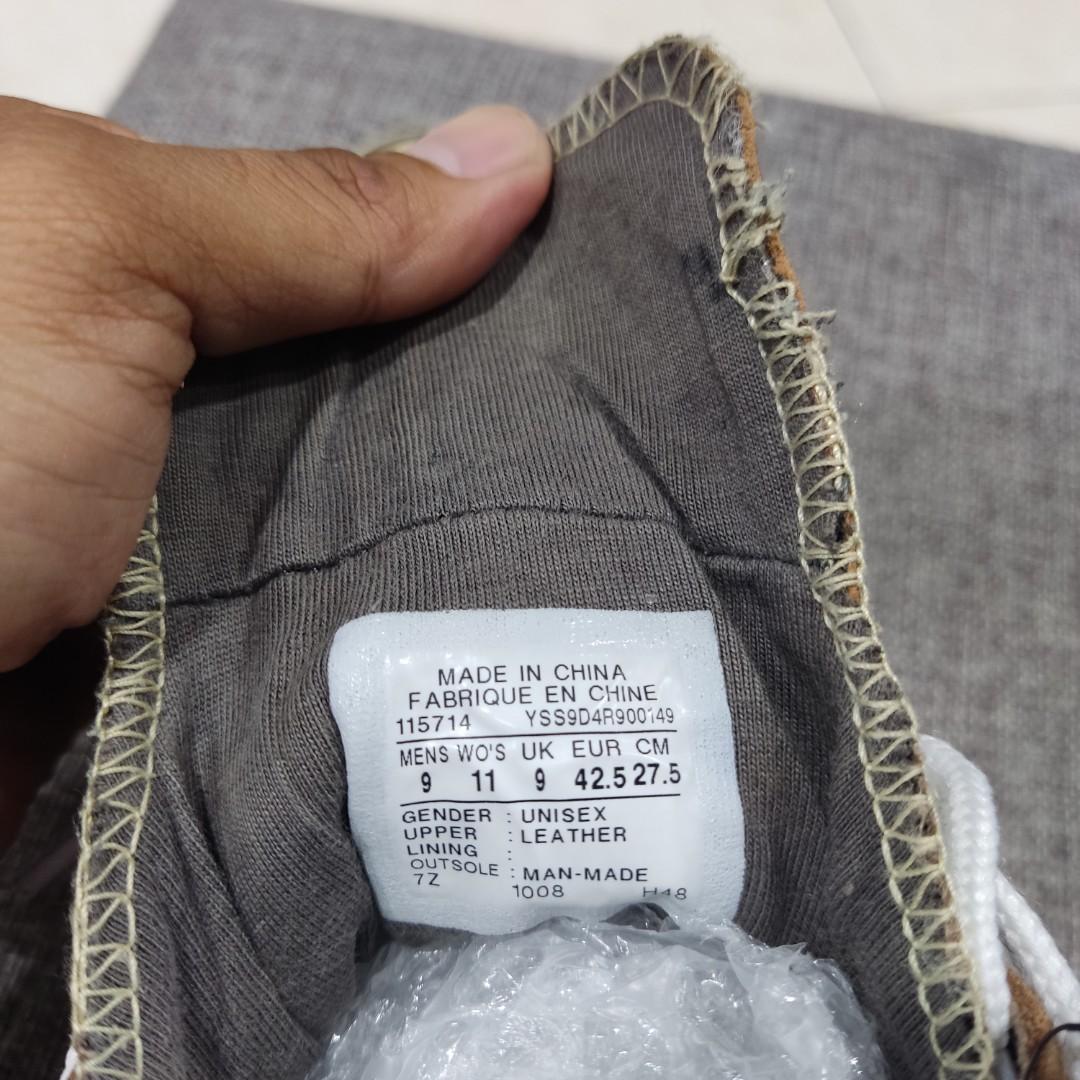 MADE IN CHINA
FABRIQUE EN CHINE
115714 YSS9D4R900149
MENS WO'S UK EUR CM
9 11 9 42.5 27.5
GENDER : UNISEX
UPPER : LEATHER
LINING :
OUTSOLE : MAN-MADE
7Z 1008 H48